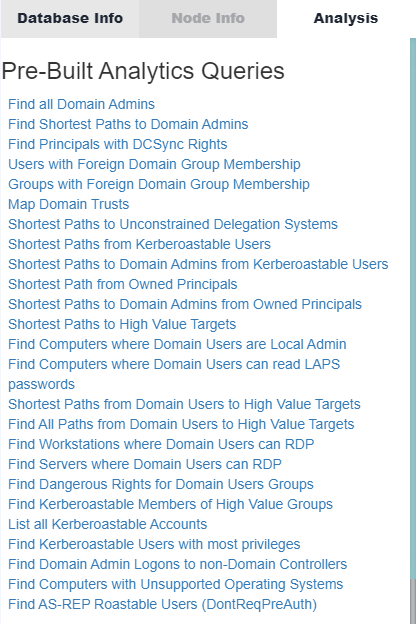 Database Info Node Info Analysis
Pre-Built Analytics Queries
Find all Domain Admins
Find Shortest Paths to Domain Admins
Find Principals with DCSync Rights
Users with Foreign Domain Group Membership
Groups with Foreign Domain Group Membership
Map Domain Trusts
Shortest Paths to Unconstrained Delegation Systems
Shortest Paths from Kerberoastable Users
Shortest Paths to Domain Admins from Kerberoastable Users
Shortest Path from Owned Principals
Shortest Paths to Domain Admins from Owned Principals
Shortest Paths to High Value Targets
Find Computers where Domain Users are Local Admin
Find Computers where Domain Users can read LAPS
passwords
Shortest Paths from Domain Users to High Value Targets
Find All Paths from Domain Users to High Value Targets
Find Workstations where Domain Users can RDP
Find Servers where Domain Users can RDP
Find Dangerous Rights for Domain Users Groups
Find Kerberoastable Members of High Value Groups
List all Kerberoastable Accounts
Find Kerberoastable Users with most privileges
Find Domain Admin Logons to non-Domain Controllers
Find Computers with Unsupported Operating Systems
Find AS-REP Roastable Users (DontReqPreAuth)